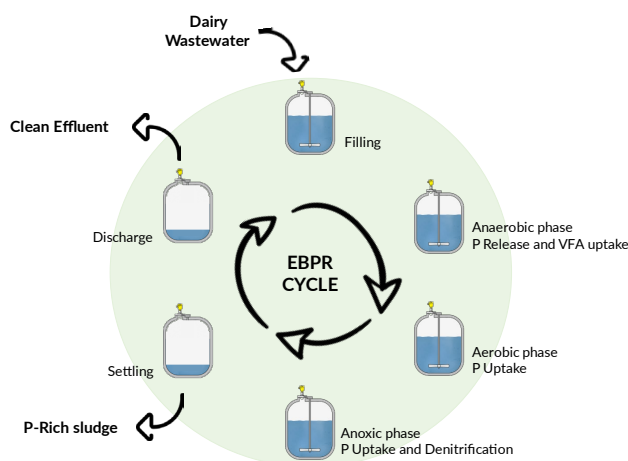 Dairy
Wastewater
Clean Effluent
Filling
Discharge
Anaerobic phase
P Release and VFA uptake
EBPR
CYCLE
Settling
Aerobic phase
P Uptake
P-Rich sludge
Anoxic phase
P Uptake and Denitrification